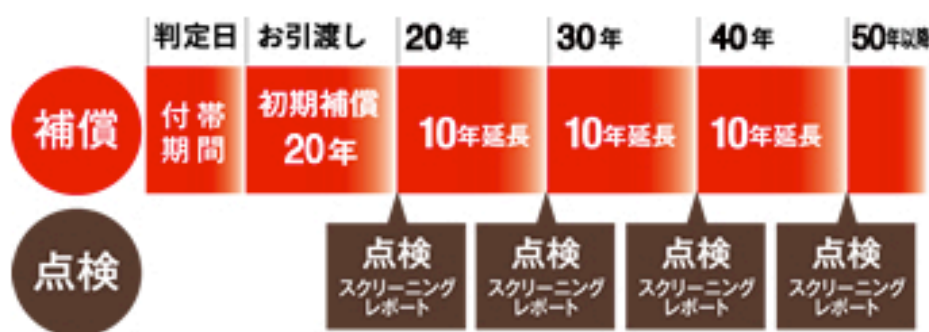 判定日 お引渡し 20年 30年 40年 50年以降
補償
付帯
期間
初期補償
20年
10年延長
10年延長
10年延長
点検
点検
スクリーニング
レポート
点検
スクリーニング
レポート
点検
スクリーニング
レポート
点検
スクリーニング
レポート